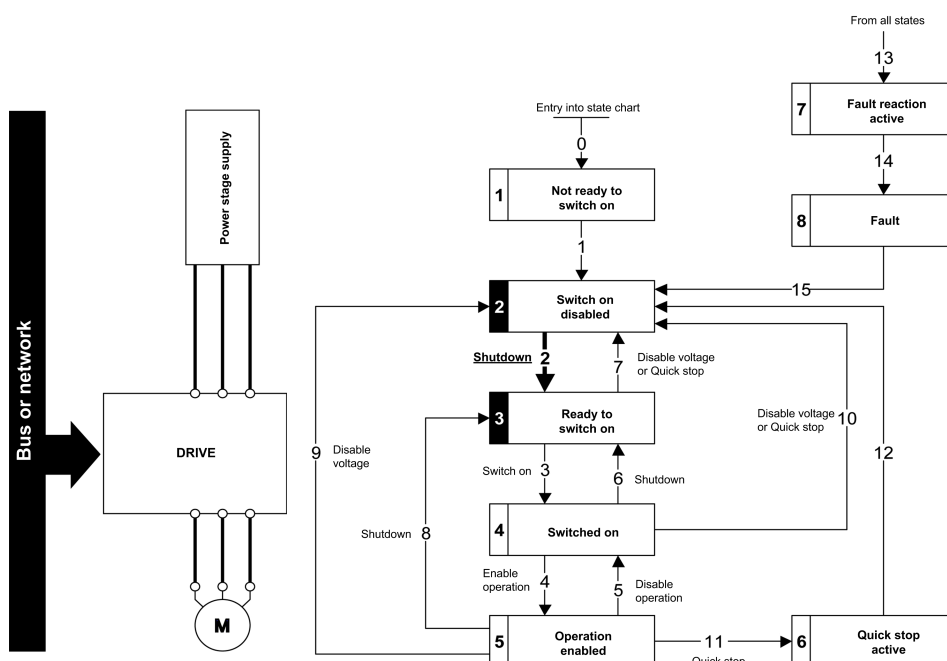 From all states
13
7
Fault reaction
active
Entry into state chart
0
14
Power stage supply
1
Not ready to
switch on
8
Fault
1
2
Switch on
disabled
15
Bus or network
Shutdown 2
7
Disable voltage
or Quick stop
3
Ready to
switch on
Disable voltage
or Quick stop
10
DRIVE
9
Disable
voltage
12
Switch on 3
6 Shutdown
Shutdown 8
4
Switched on
Enable
operation
4
5
Disable
operation
M
5
Operation
enabled
11
Quick stop
6
Quick stop
active